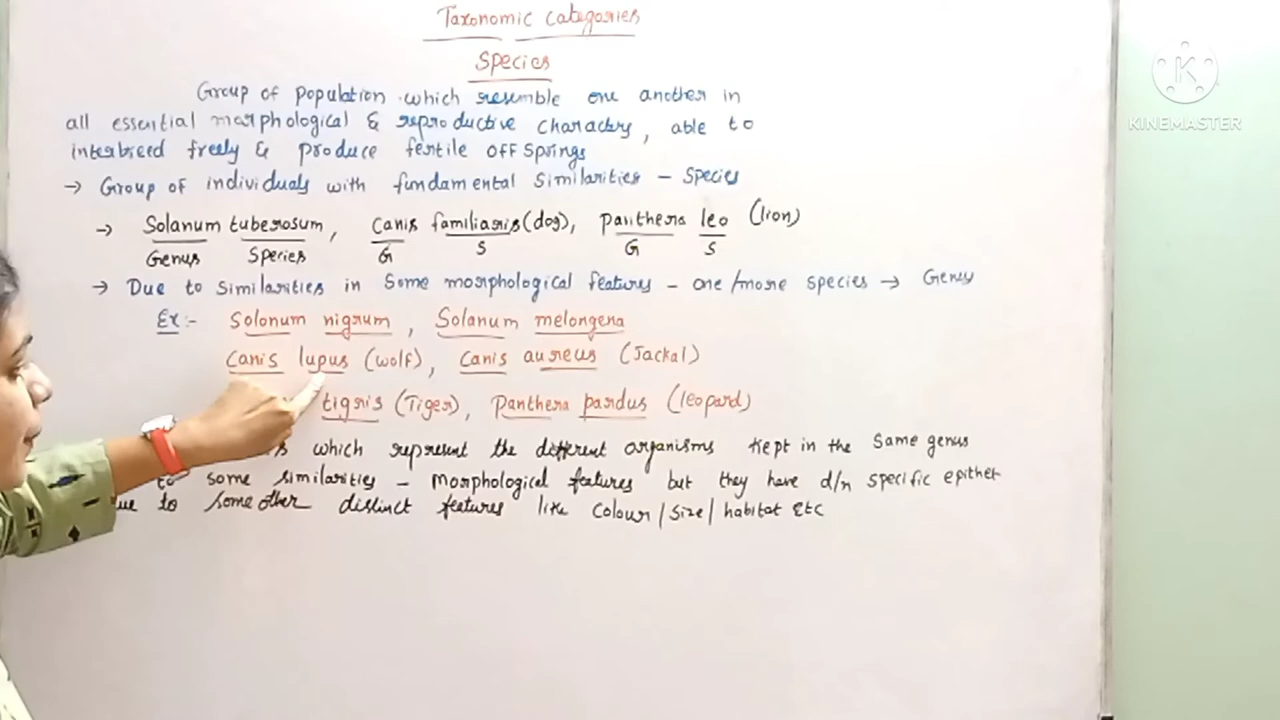 Taxonomic categories
Species
Group of population which resemble one another in
all essential morphological & reproductive characters, able to
interbreed freely & produce fertile offsprings
→ Group of individuals with fundamental similarities - Species
→ Solanum tuberosum, Canis familiaris (dog), Panthera leo (lion)
Genus Species G S G S
→ Due to similarities in some morphological features - one/more species → Genus
Ex:- Solonum nigrum, Solanum melongena
Canis lupus (wolf), Canis aureus (Jackal)
tigris (Tiger), Panthera pardus (leopard)
which represent the different organisms kept in the same genus
to some similarities - morphological features but they have d/n specific epithet
to some other distinct features like colour/size/habitat etc
K
KINEMASTER